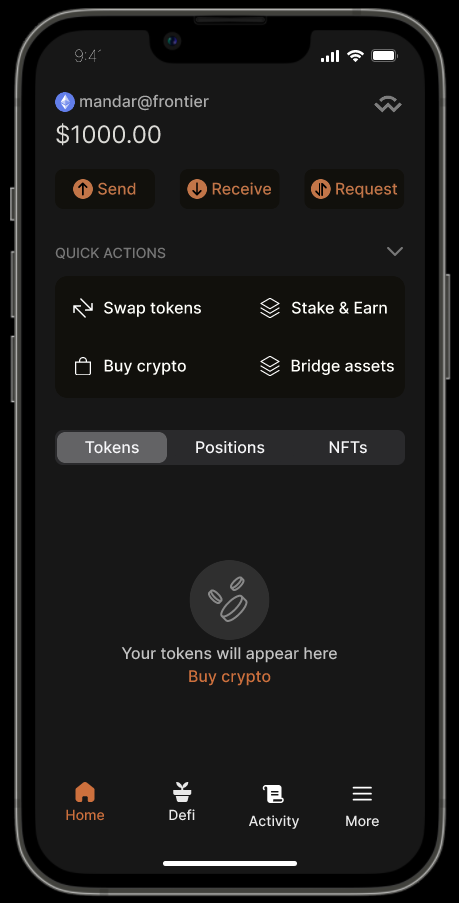 9:41
mandar@frontier
$1000.00
Send Receive Request
QUICK ACTIONS
Swap tokens Stake & Earn
Buy crypto Bridge assets
Tokens Positions NFTs
Your tokens will appear here
Buy crypto
Home Defi Activity More